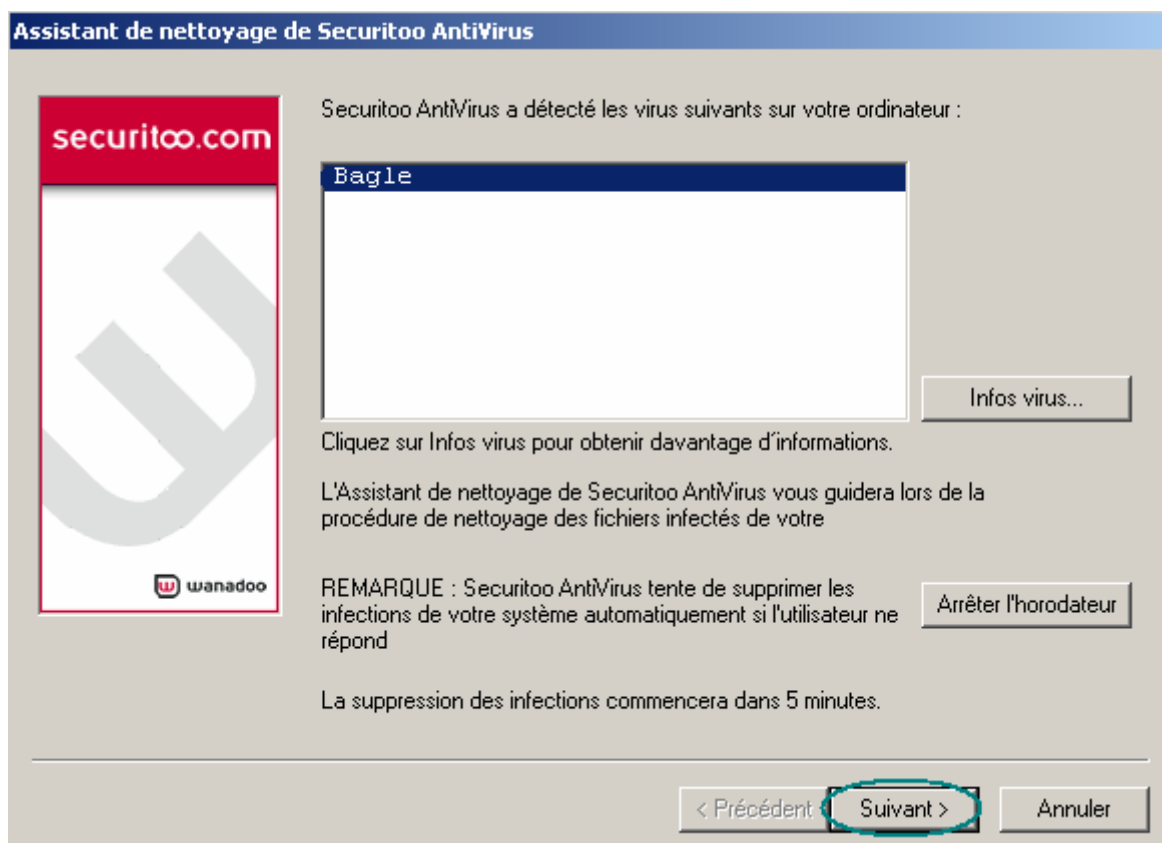 Assistant de nettoyage de Securitoo AntiVirus
securitoo.com
Securitoo AntiVirus a détecté les virus suivants sur votre ordinateur :
Bagle
Infos virus...
Cliquez sur Infos virus pour obtenir davantage d'informations.
L'Assistant de nettoyage de Securitoo AntiVirus vous guidera lors de la
procédure de nettoyage des fichiers infectés de votre
wanadoo
REMARQUE : Securitoo AntiVirus tente de supprimer les
infections de votre système automatiquement si l'utilisateur ne
répond
Arrêter l'horodateur
La suppression des infections commencera dans 5 minutes.
< Précédent
Suivant >
Annuler